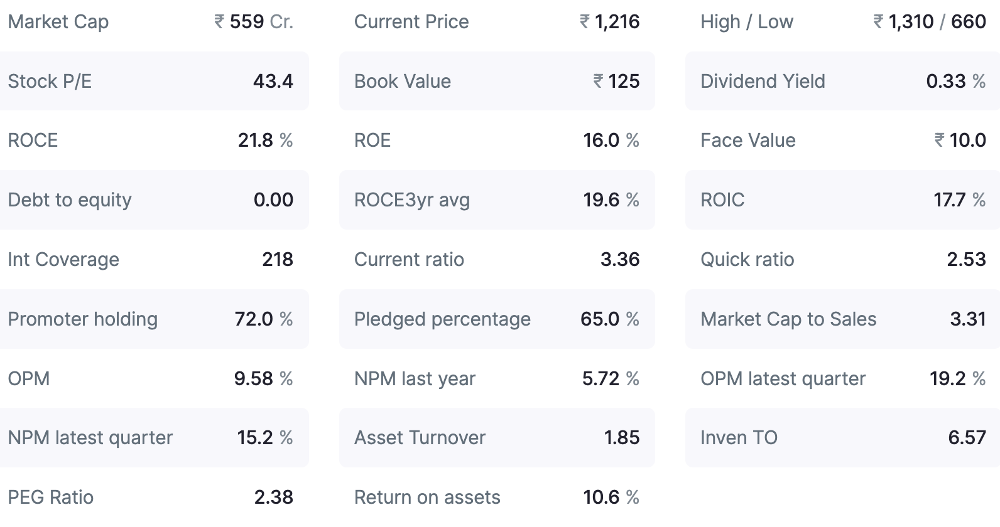 Market Cap ₹ 559 Cr. Current Price ₹ 1,216 High / Low ₹ 1,310 / 660
Stock P/E 43.4 Book Value ₹ 125 Dividend Yield 0.33 %
ROCE 21.8 % ROE 16.0 % Face Value ₹ 10.0
Debt to equity 0.00 ROCE3yr avg 19.6 % ROIC 17.7 %
Int Coverage 218 Current ratio 3.36 Quick ratio 2.53
Promoter holding 72.0 % Pledged percentage 65.0 % Market Cap to Sales 3.31
OPM 9.58 % NPM last year 5.72 % OPM latest quarter 19.2 %
NPM latest quarter 15.2 % Asset Turnover 1.85 Inven TO 6.57
PEG Ratio 2.38 Return on assets 10.6 %